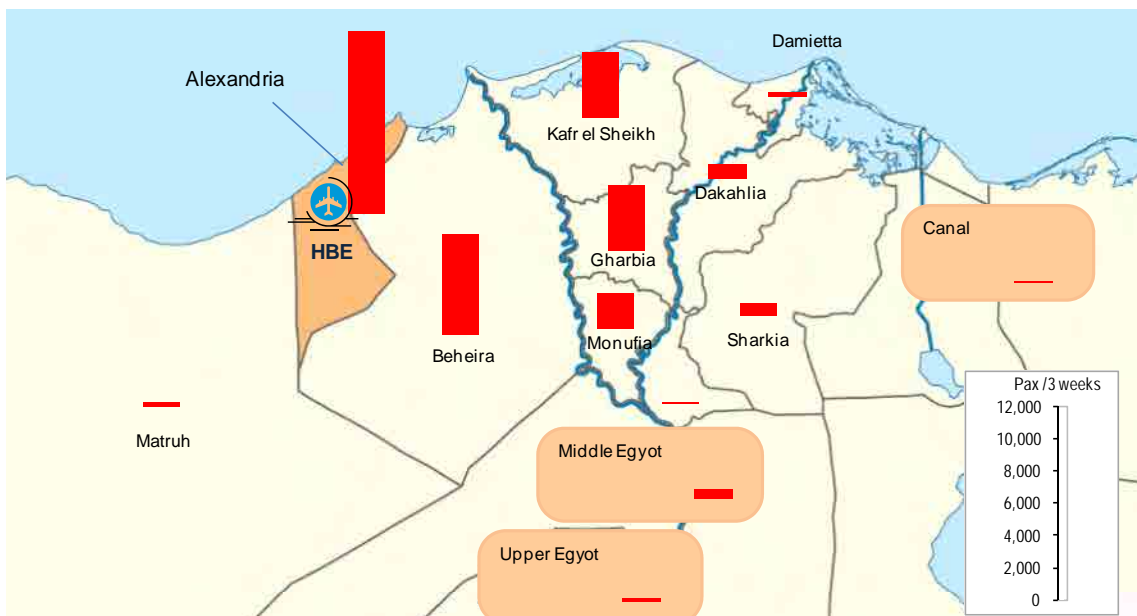 Damietta
Alexandria
Kafr el Sheikh
Dakahlia
Canal
HBE
Gharbia
Monufia
Sharkia
Beheira
Matruh
Pax /3 weeks
12,000
10,000
8,000
6,000
4,000
2,000
0
Middle Egyot
Upper Egyot